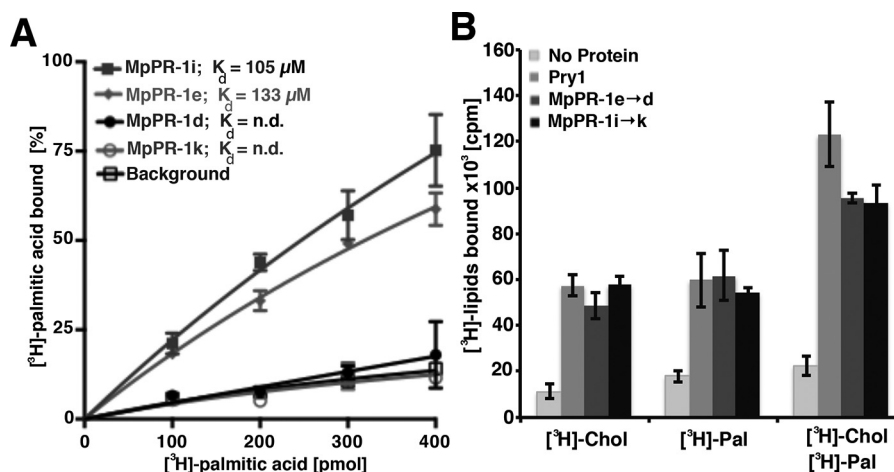 A
[³H]-palmitic acid bound [%]
100
75
50
25
0
MpPR-1i; Kd = 105 µM
MpPR-1e; Kd = 133 µM
MpPR-1d; Kd = n.d.
MpPR-1k; Kd = n.d.
Background
0 100 200 300 400
[³H]-palmitic acid [pmol]
B
[³H]-lipids bound x10³ [cpm]
160
140
120
100
80
60
40
20
0
No Protein
Pry1
MpPR-1e→d
MpPR-1i→k
[³H]-Chol [³H]-Pal [³H]-Chol
[³H]-Pal